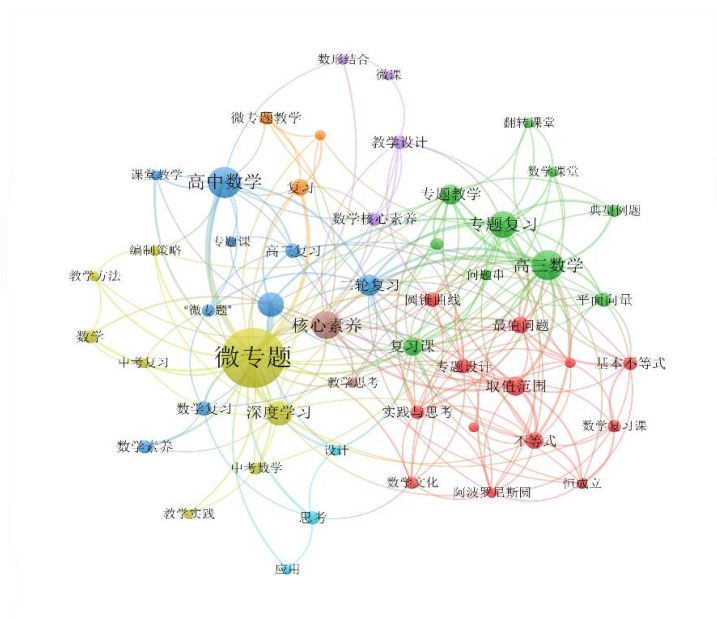 数形结合
微课
微专题教学
翻转课堂
教学设计
课堂教学
高中数学
复习
数学课堂
专题教学
典型例题
数学核心素养
专题复习
专题课
编制策略
高三复习
高三数学
教学方法
问题串
二轮复习
圆锥曲线
平面向量
“微专题”
核心素养
最值问题
数学
复习课
微专题
中考复习
专题设计
基本不等式
教学思考
取值范围
数学复习
深度学习
实践与思考
数学复习课
数学素养
设计
不等式
中考数学
数学文化
阿波罗尼斯圆
恒成立
教学实践
思考
应用